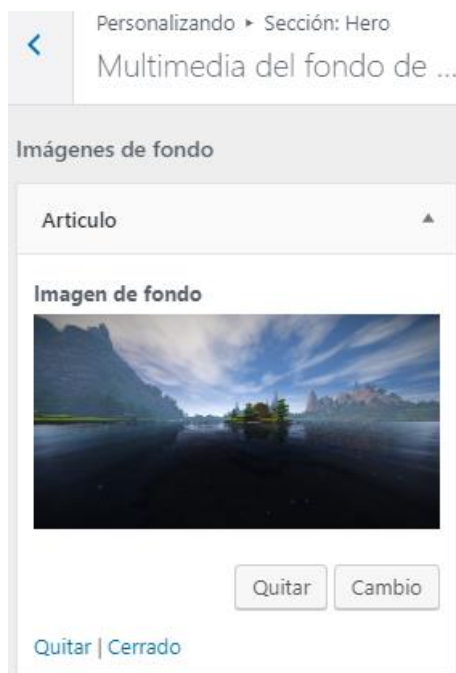 Personalizando ▸ Sección: Hero
Multimedia del fondo de ...
Imágenes de fondo
Articulo
Imagen de fondo
Quitar Cambio
Quitar | Cerrado